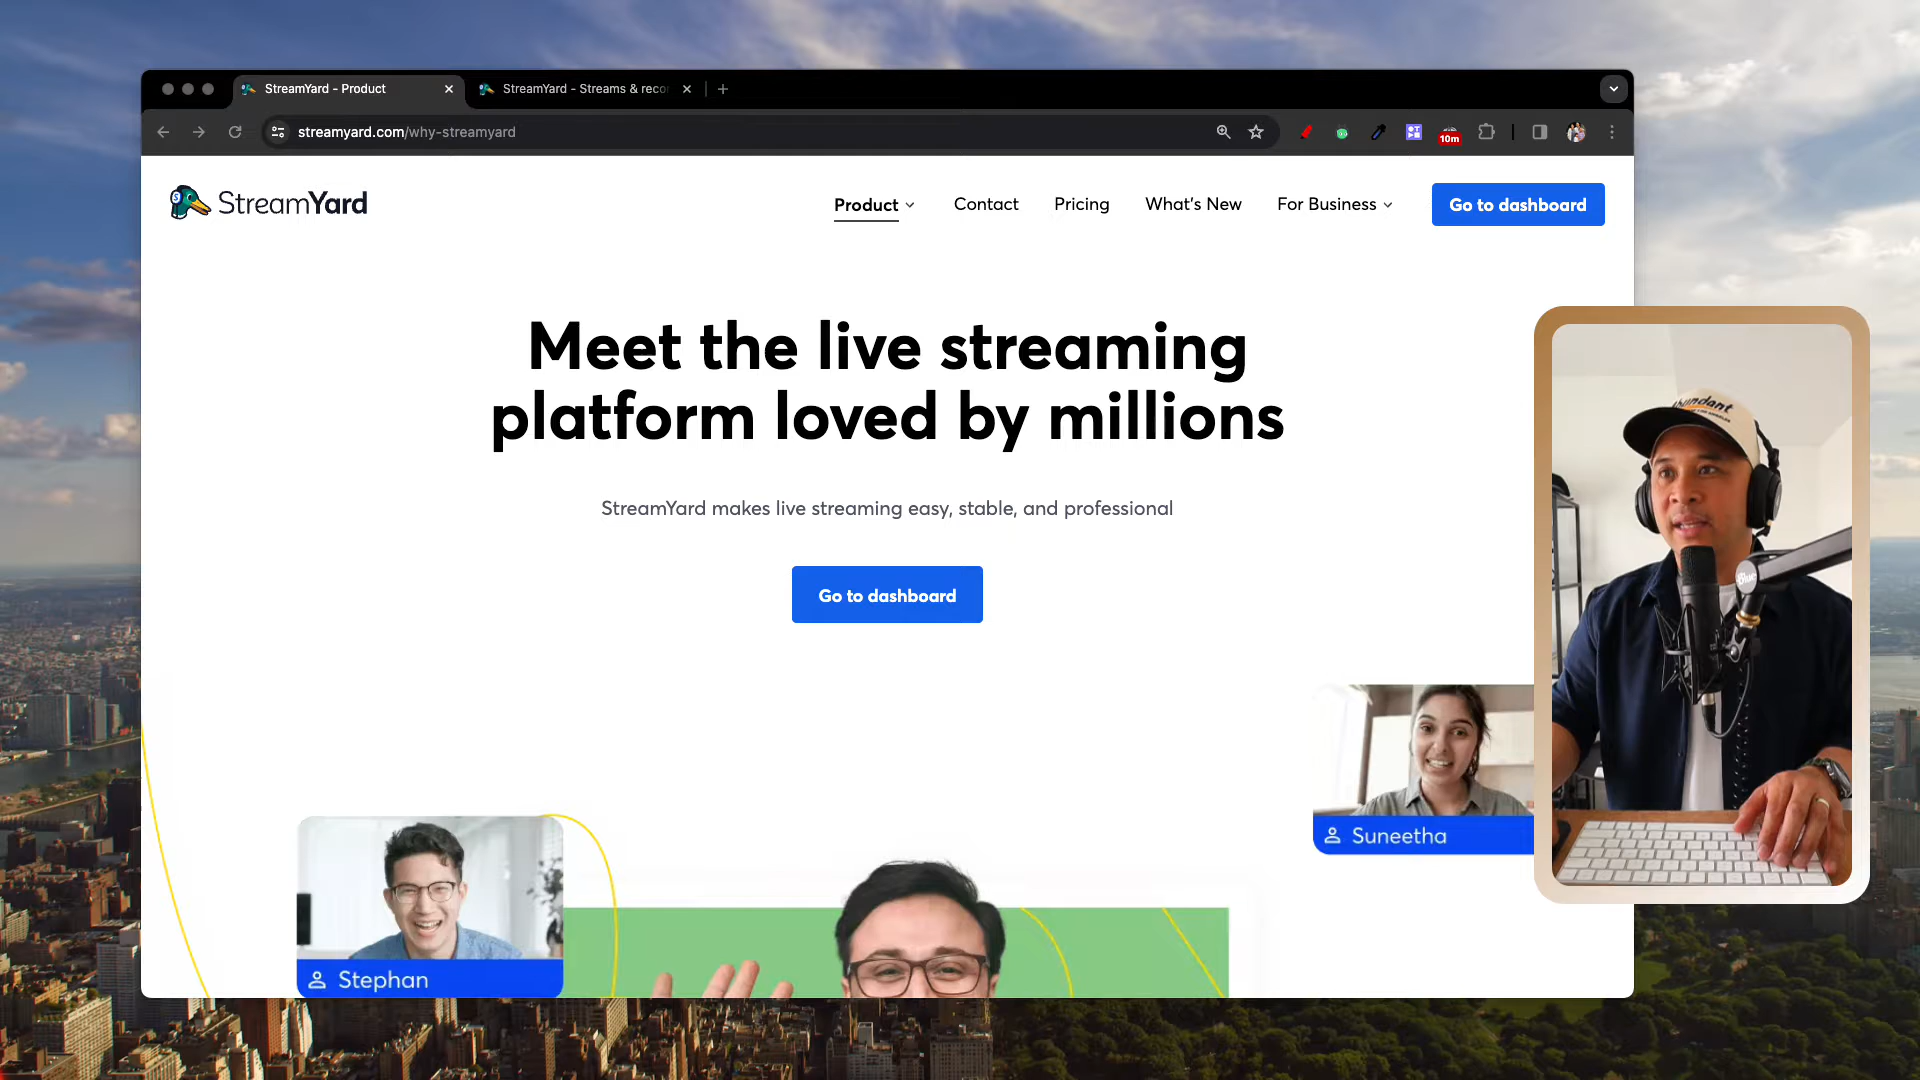 StreamYard - Product
StreamYard - Streams & reco
streamyard.com/why-streamyard
10m
StreamYard
Product
Contact
Pricing
What's New
For Business
Go to dashboard
Meet the live streaming
platform loved by millions
StreamYard makes live streaming easy, stable, and professional
Go to dashboard
Suneetha
Stephan
Blue